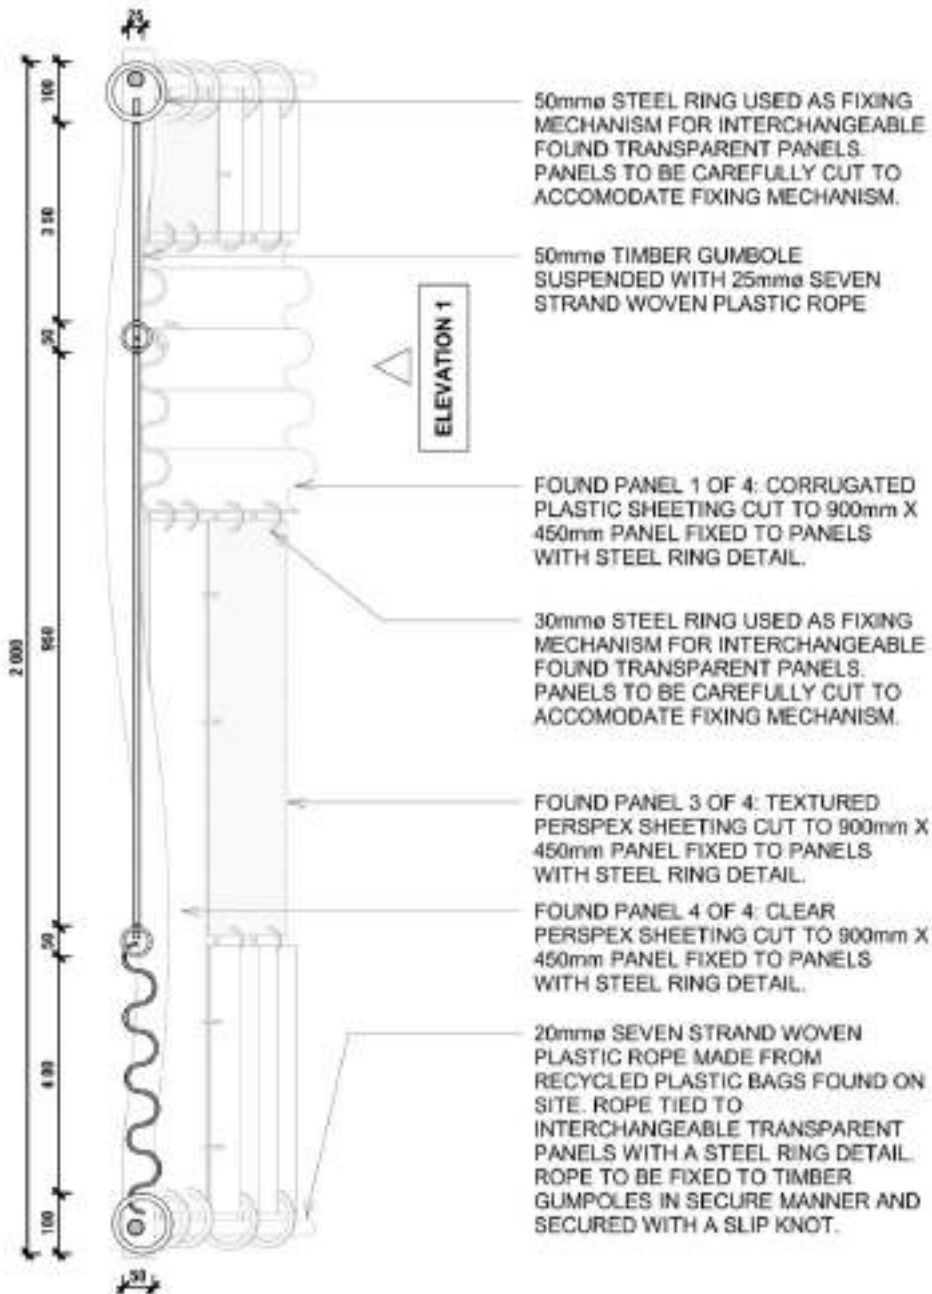 25
100
350
50
2 000
950
50
400
100
50
50mmø STEEL RING USED AS FIXING
MECHANISM FOR INTERCHANGEABLE
FOUND TRANSPARENT PANELS.
PANELS TO BE CAREFULLY CUT TO
ACCOMODATE FIXING MECHANISM.
50mmø TIMBER GUMBOLE
SUSPENDED WITH 25mmø SEVEN
STRAND WOVEN PLASTIC ROPE
ELEVATION 1
FOUND PANEL 1 OF 4: CORRUGATED
PLASTIC SHEETING CUT TO 900mm X
450mm PANEL FIXED TO PANELS
WITH STEEL RING DETAIL.
30mmø STEEL RING USED AS FIXING
MECHANISM FOR INTERCHANGEABLE
FOUND TRANSPARENT PANELS.
PANELS TO BE CAREFULLY CUT TO
ACCOMODATE FIXING MECHANISM.
FOUND PANEL 3 OF 4: TEXTURED
PERSPEX SHEETING CUT TO 900mm X
450mm PANEL FIXED TO PANELS
WITH STEEL RING DETAIL.
FOUND PANEL 4 OF 4: CLEAR
PERSPEX SHEETING CUT TO 900mm X
450mm PANEL FIXED TO PANELS
WITH STEEL RING DETAIL.
20mmø SEVEN STRAND WOVEN
PLASTIC ROPE MADE FROM
RECYCLED PLASTIC BAGS FOUND ON
SITE. ROPE TIED TO
INTERCHANGEABLE TRANSPARENT
PANELS WITH A STEEL RING DETAIL.
ROPE TO BE FIXED TO TIMBER
GUMPOLES IN SECURE MANNER AND
SECURED WITH A SLIP KNOT.